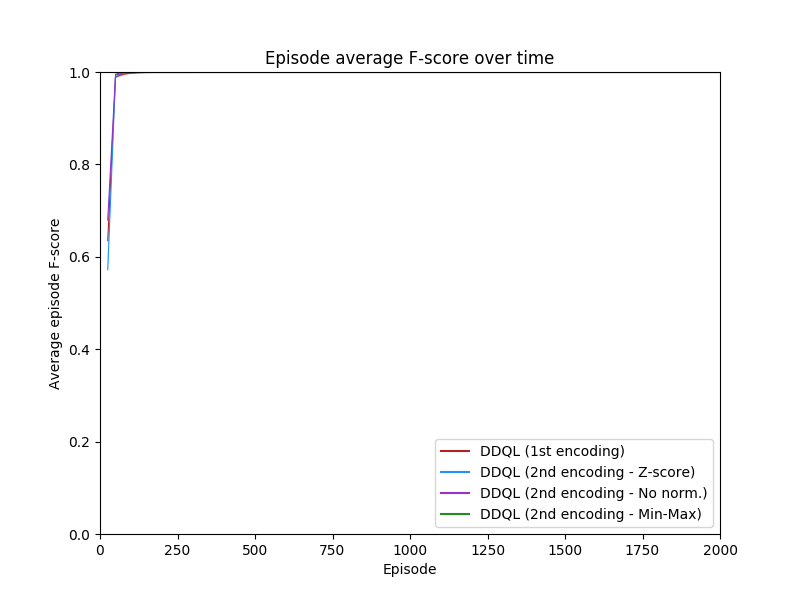 Episode average F-score over time
Average episode F-score
1.0
0.8
0.6
0.4
0.2
0.0
DDQL (1st encoding)
DDQL (2nd encoding - Z-score)
DDQL (2nd encoding - No norm.)
DDQL (2nd encoding - Min-Max)
0 250 500 750 1000 1250 1500 1750 2000
Episode